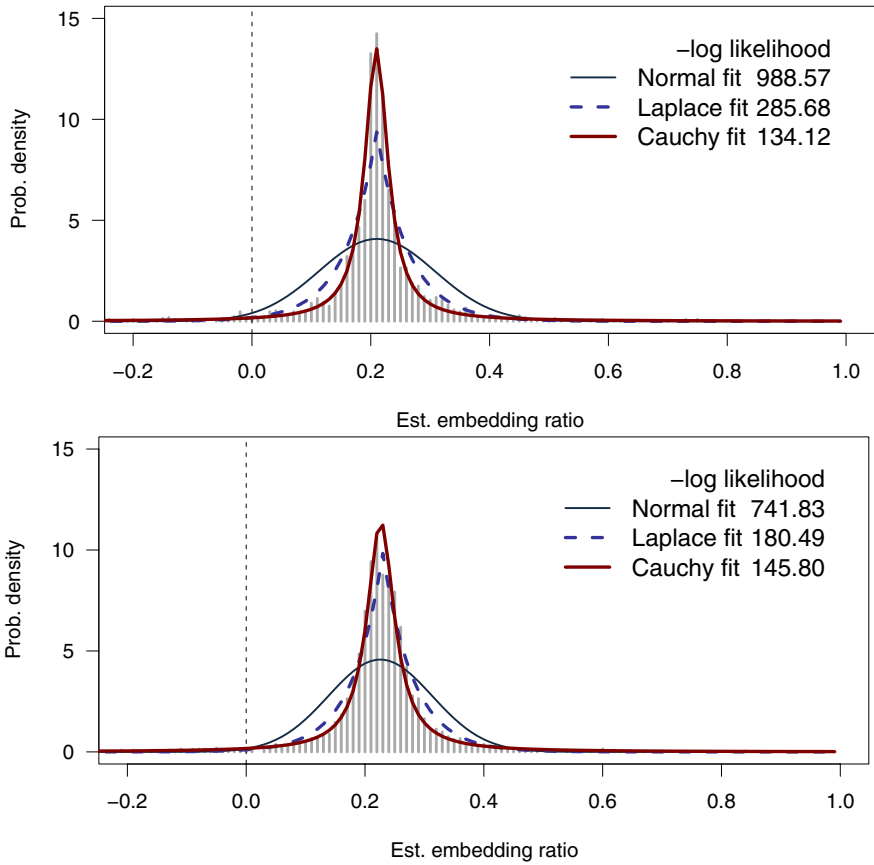 15
10
5
0
Prob. density
−log likelihood
Normal fit 988.57
Laplace fit 285.68
Cauchy fit 134.12
−0.2 0.0 0.2 0.4 0.6 0.8 1.0
Est. embedding ratio
15
10
5
0
Prob. density
−log likelihood
Normal fit 741.83
Laplace fit 180.49
Cauchy fit 145.80
−0.2 0.0 0.2 0.4 0.6 0.8 1.0
Est. embedding ratio